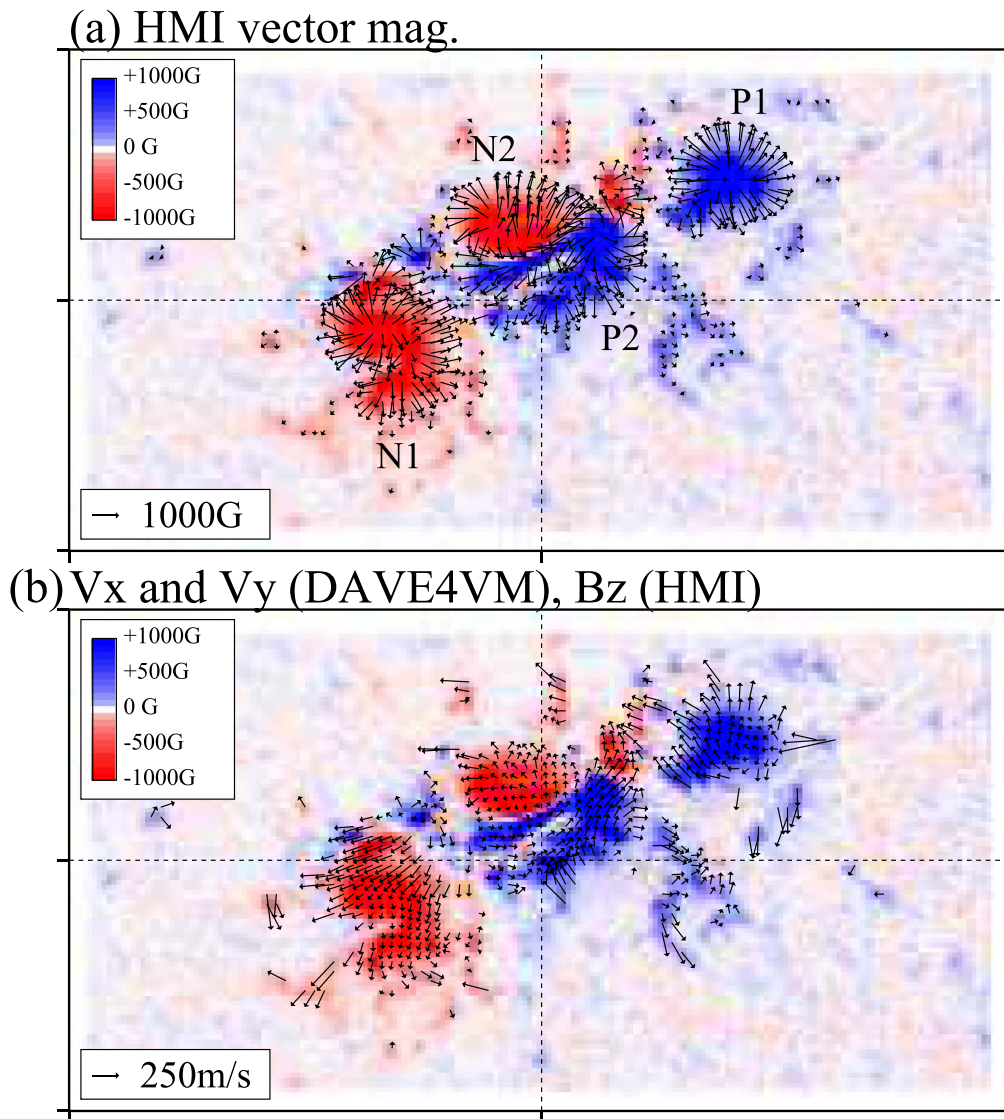 (a) HMI vector mag.
+1000G
+500G
0 G
-500G
-1000G
P1
N2
P2
N1
1000G
(b) Vx and Vy (DAVE4VM), Bz (HMI)
+1000G
+500G
0 G
-500G
-1000G
250m/s